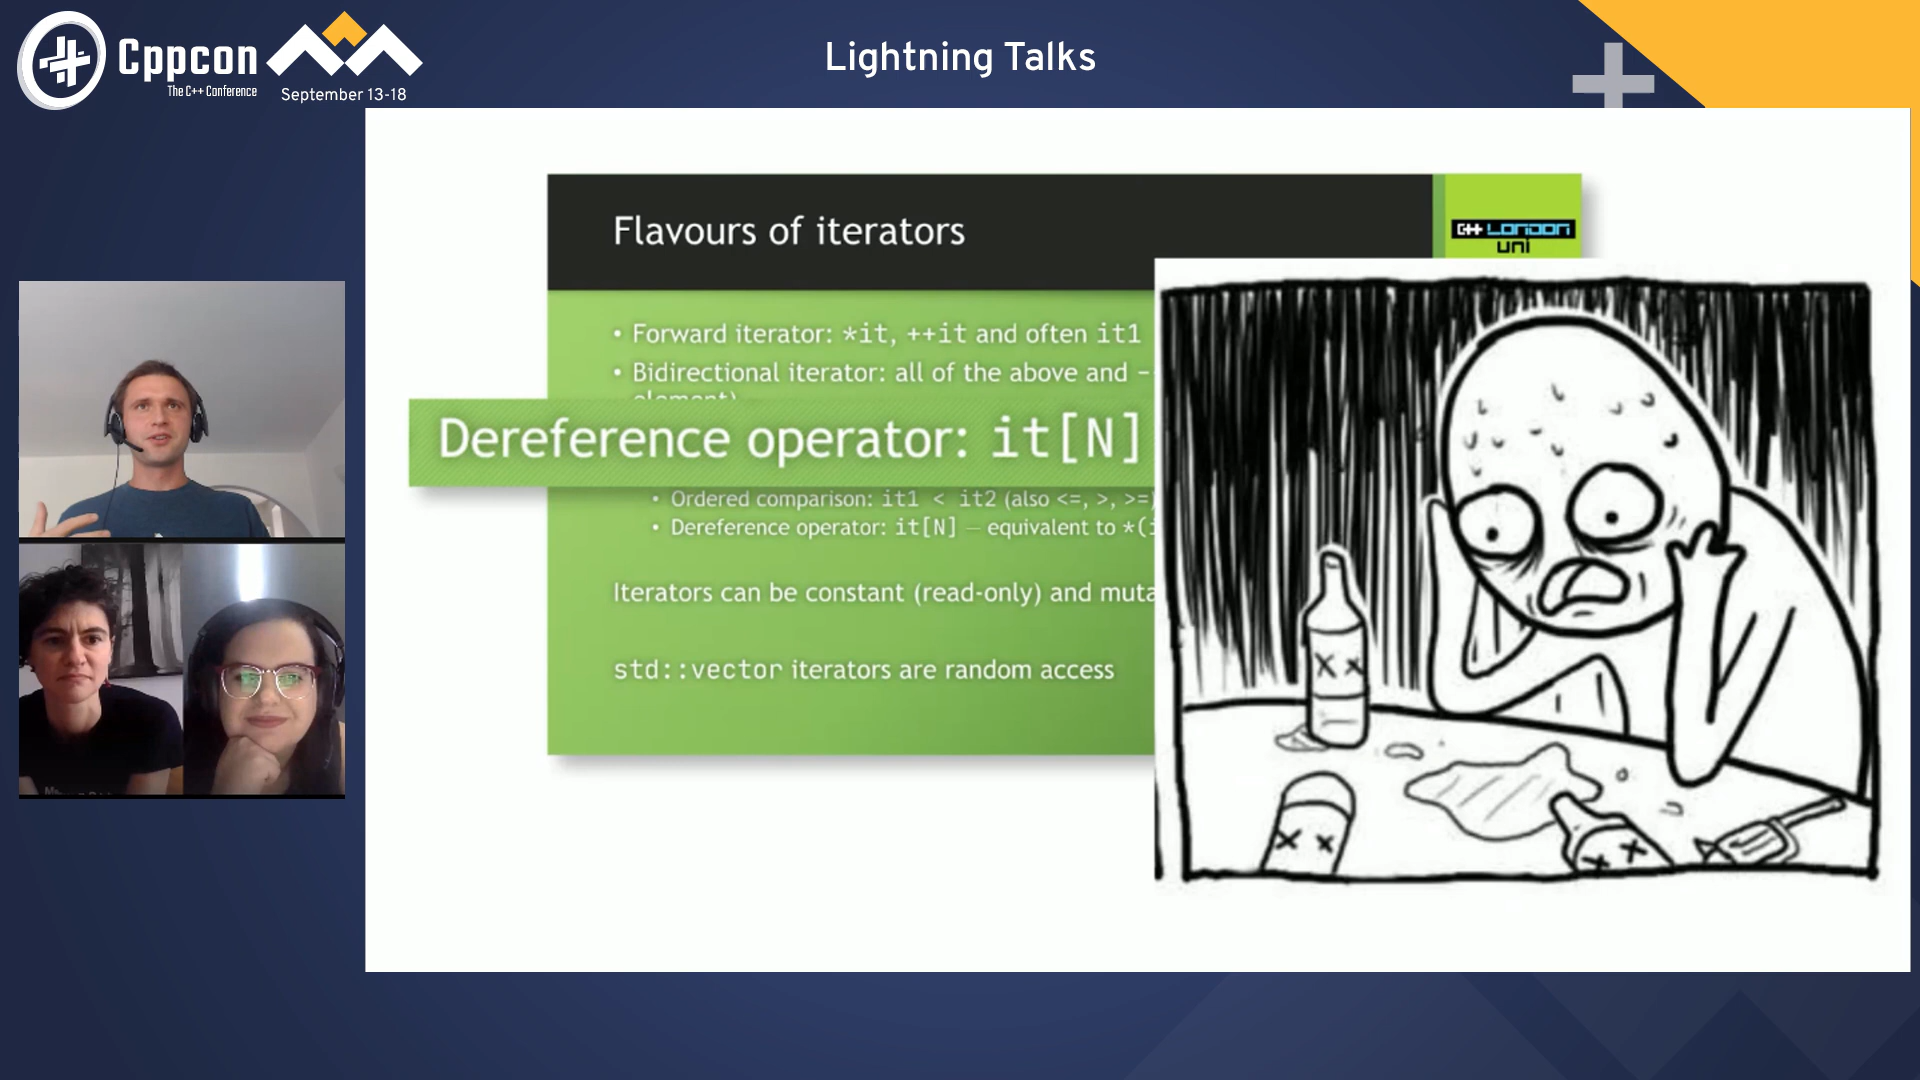 Cppcon
The C++ Conference
September 13-18
Lightning Talks
Flavours of iterators
C++ LONDON
uni
• Forward iterator: *it, ++it and often it1
• Bidirectional iterator: all of the above and -
element)
Dereference operator: it[N]
• Ordered comparison: it1 < it2 (also <=, >, >=)
• Dereference operator: it[N] — equivalent to *(i
Iterators can be constant (read-only) and muta
std::vector iterators are random access
X X
X X
X X